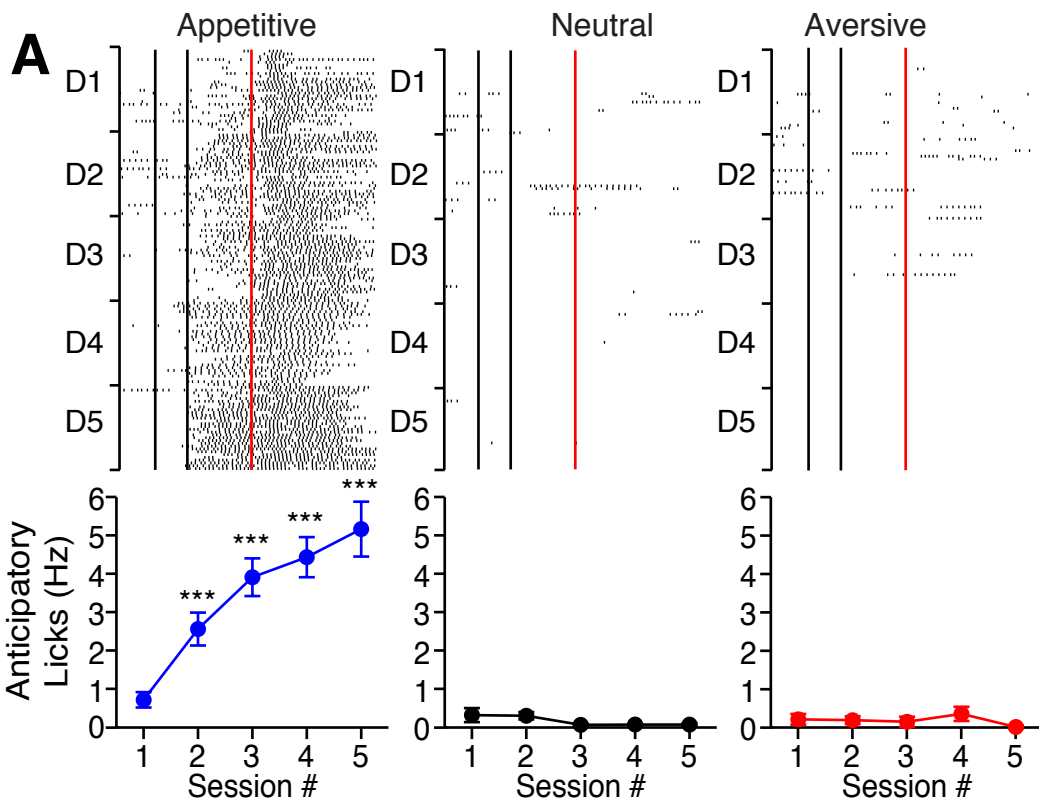 A
Appetitive
Neutral
Aversive
D1
D2
D3
D4
D5
D1
D2
D3
D4
D5
D1
D2
D3
D4
D5
Anticipatory
Licks (Hz)
6
5
4
3
2
1
0
***
***
***
***
1 2 3 4 5
Session #
6
5
4
3
2
1
0
1 2 3 4 5
Session #
6
5
4
3
2
1
0
1 2 3 4 5
Session #